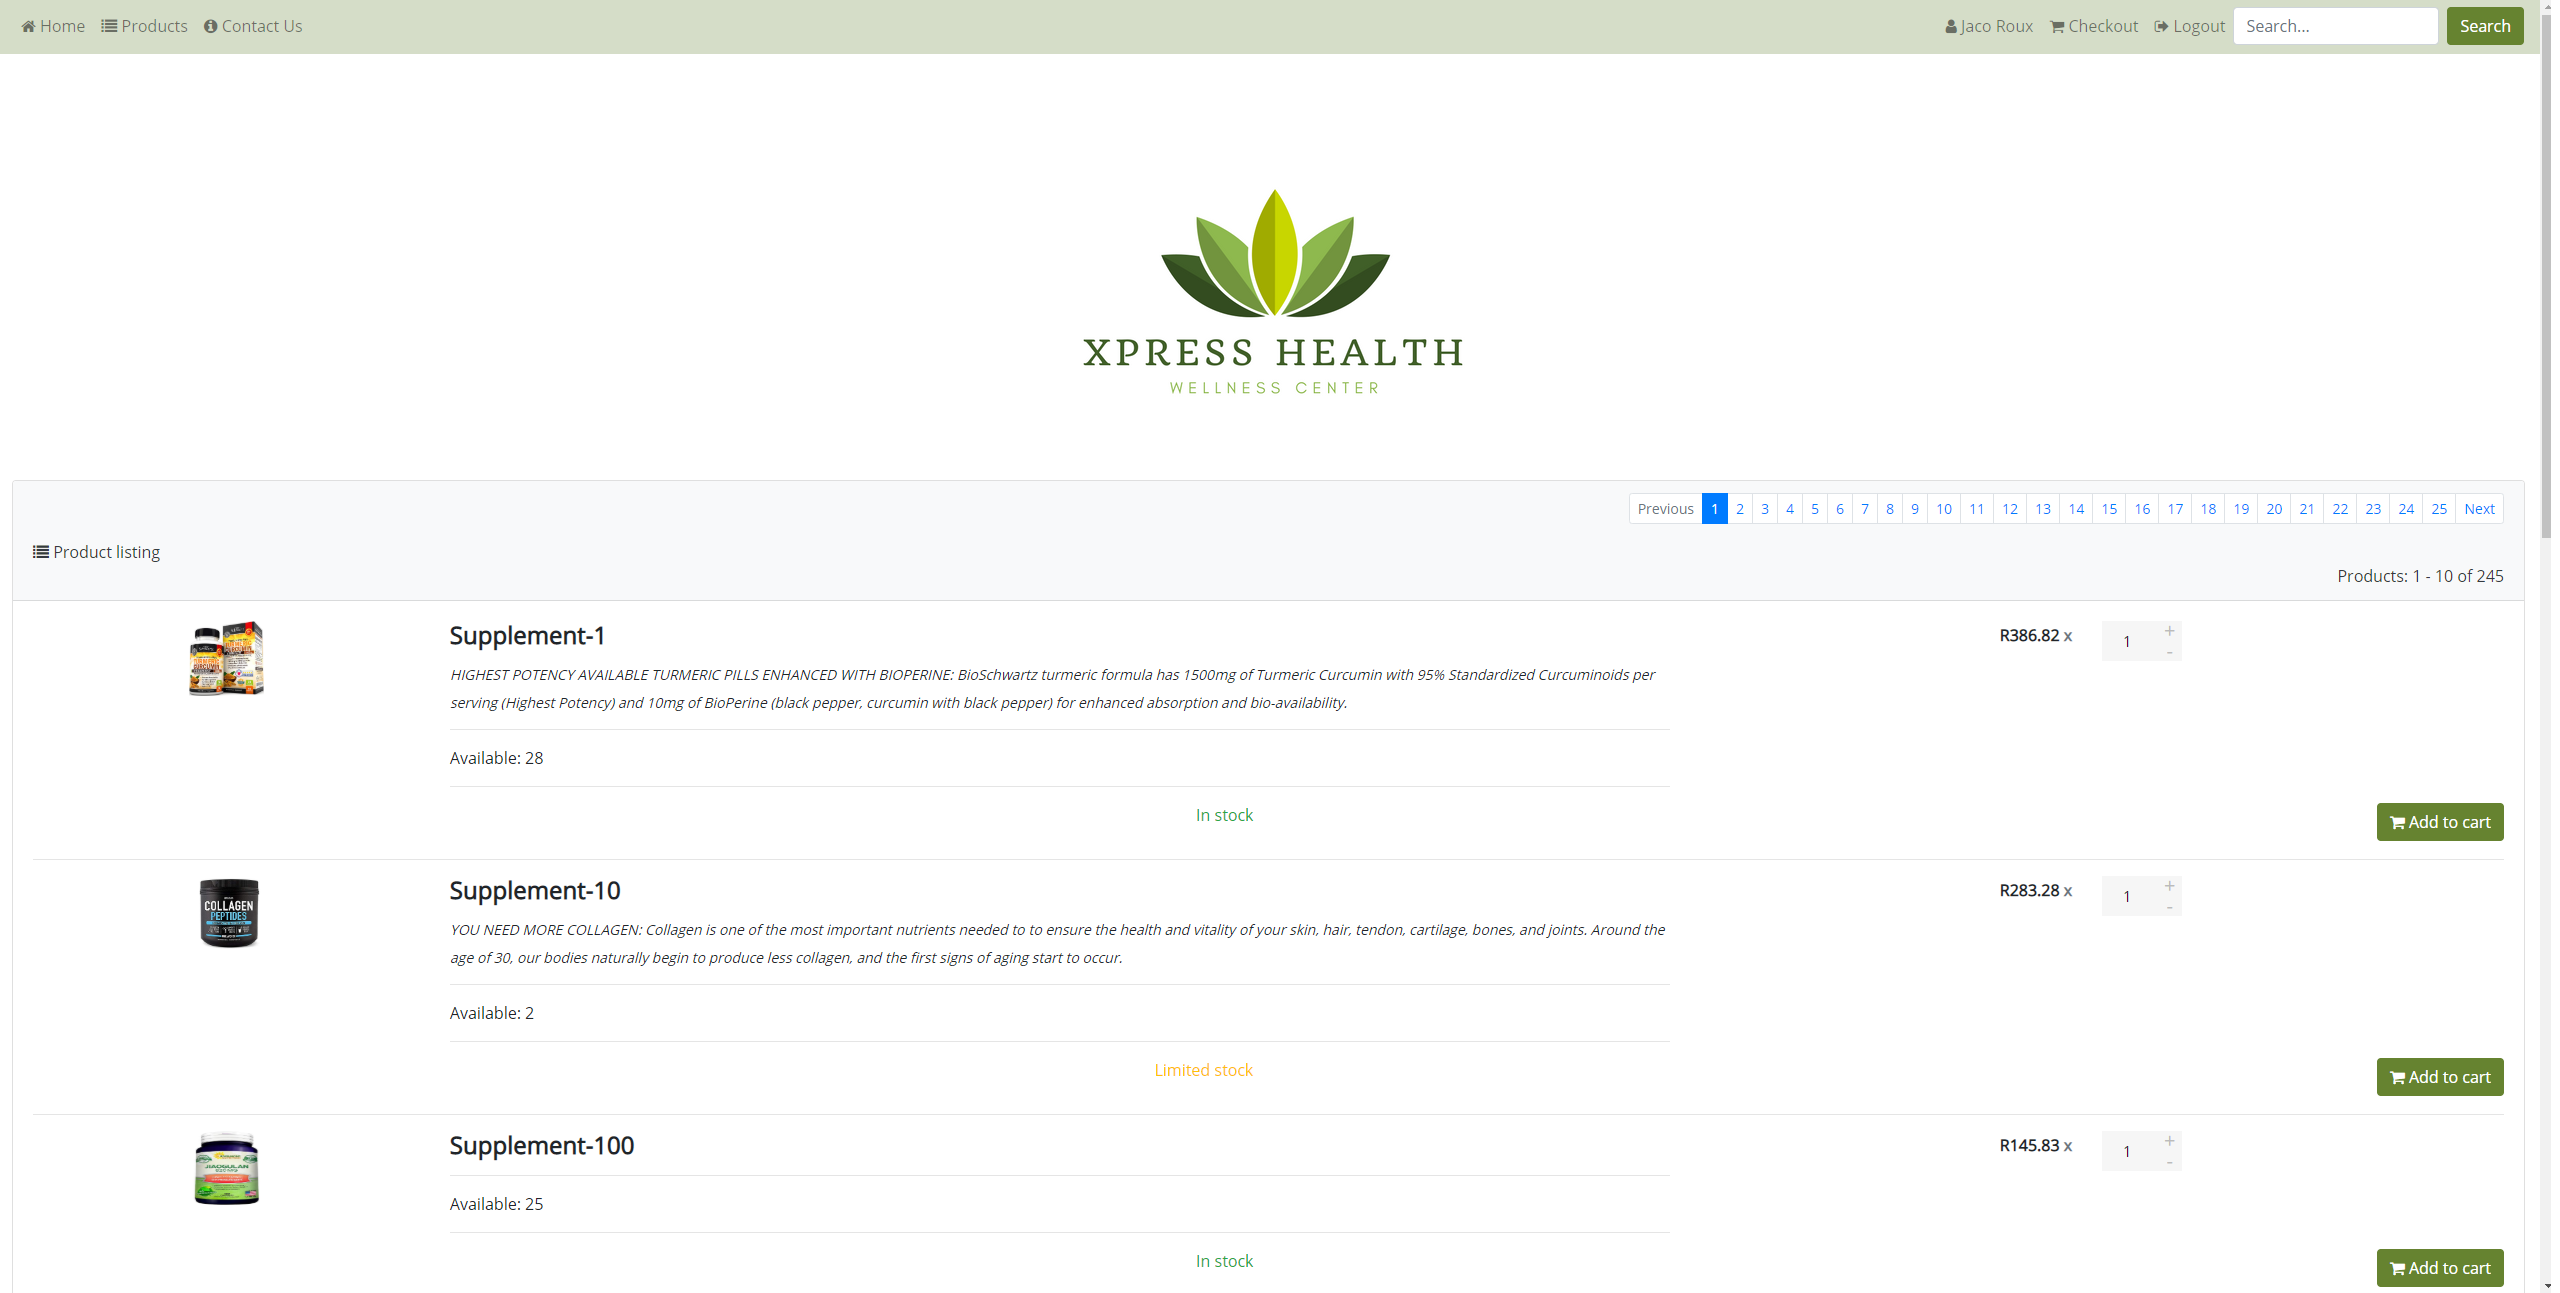 Home Products Contact Us Jaco Roux Checkout Logout Search... Search
XPRESS HEALTH
WELLNESS CENTER
Previous 1 2 3 4 5 6 7 8 9 10 11 12 13 14 15 16 17 18 19 20 21 22 23 24 25 Next
Product listing
Products: 1 - 10 of 245
Supplement-1 R386.82 x 1 + -
HIGHEST POTENCY AVAILABLE TURMERIC PILLS ENHANCED WITH BIOPERINE: BioSchwartz turmeric formula has 1500mg of Turmeric Curcumin with 95% Standardized Curcuminoids per
serving (Highest Potency) and 10mg of BioPerine (black pepper, curcumin with black pepper) for enhanced absorption and bio-availability.
TURMERIC
CURCUMIN
Available: 28
In stock
Add to cart
Supplement-10 R283.28 x 1 + -
COLLAGEN
PEPTIDES
YOU NEED MORE COLLAGEN: Collagen is one of the most important nutrients needed to to ensure the health and vitality of your skin, hair, tendon, cartilage, bones, and joints. Around the
age of 30, our bodies naturally begin to produce less collagen, and the first signs of aging start to occur.
Available: 2
Limited stock
Add to cart
Supplement-100 R145.83 x 1 + -
JIAOGULAN
Available: 25
In stock
Add to cart